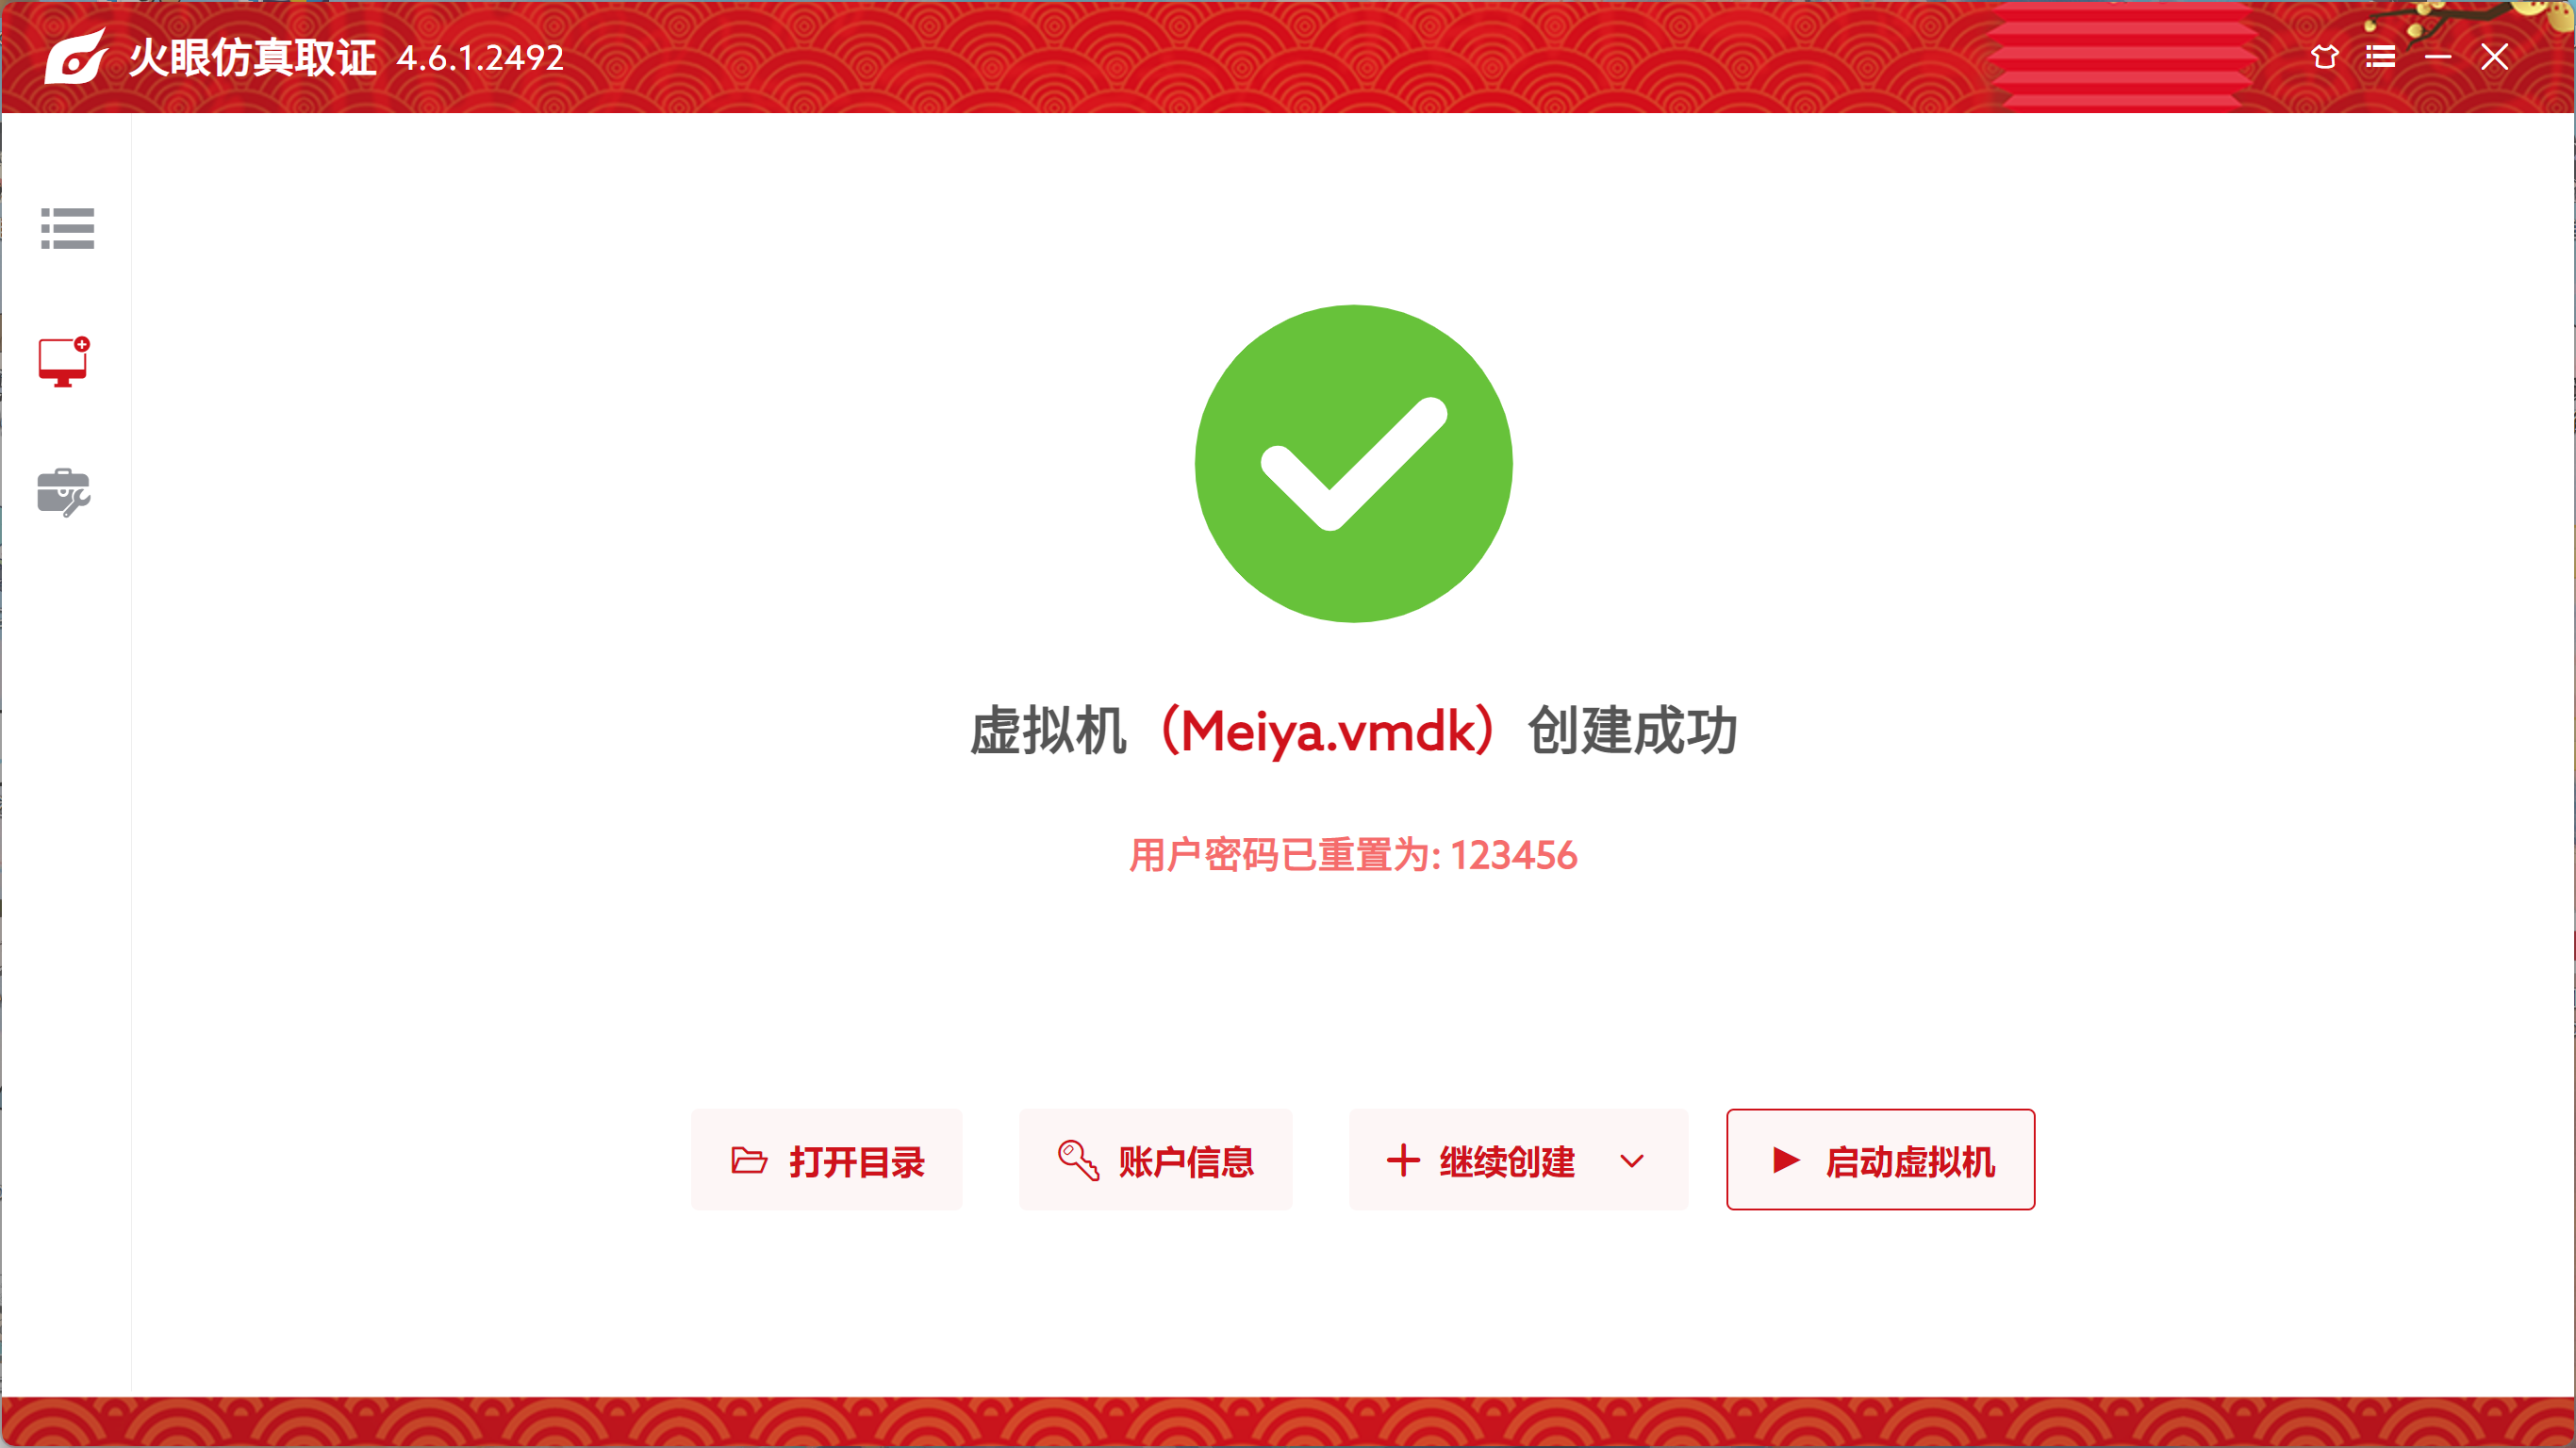 火眼仿真取证 4.6.1.2492
虚拟机（Meiya.vmdk）创建成功
用户密码已重置为: 123456
打开目录
账户信息
继续创建
启动虚拟机